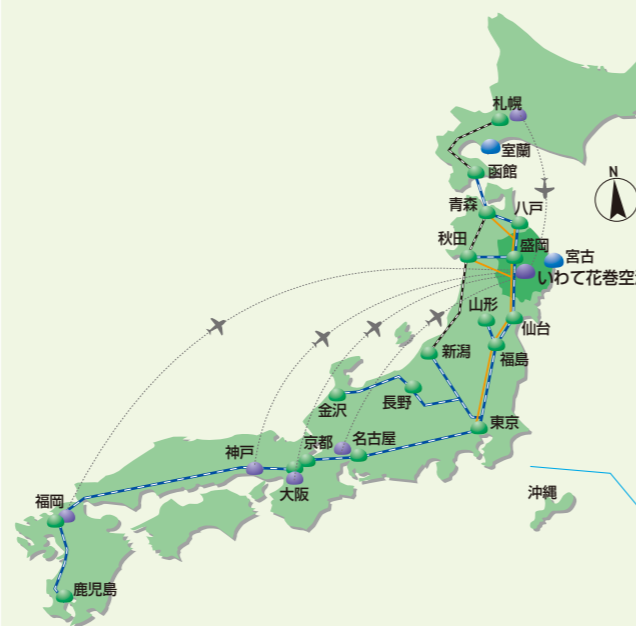 札幌
室蘭
函館
N
青森
八戸
秋田
盛岡
宮古
いわて花巻空
山形
仙台
新潟
福島
金沢
長野
東京
神戸
京都
名古屋
大阪
福岡
沖縄
鹿児島